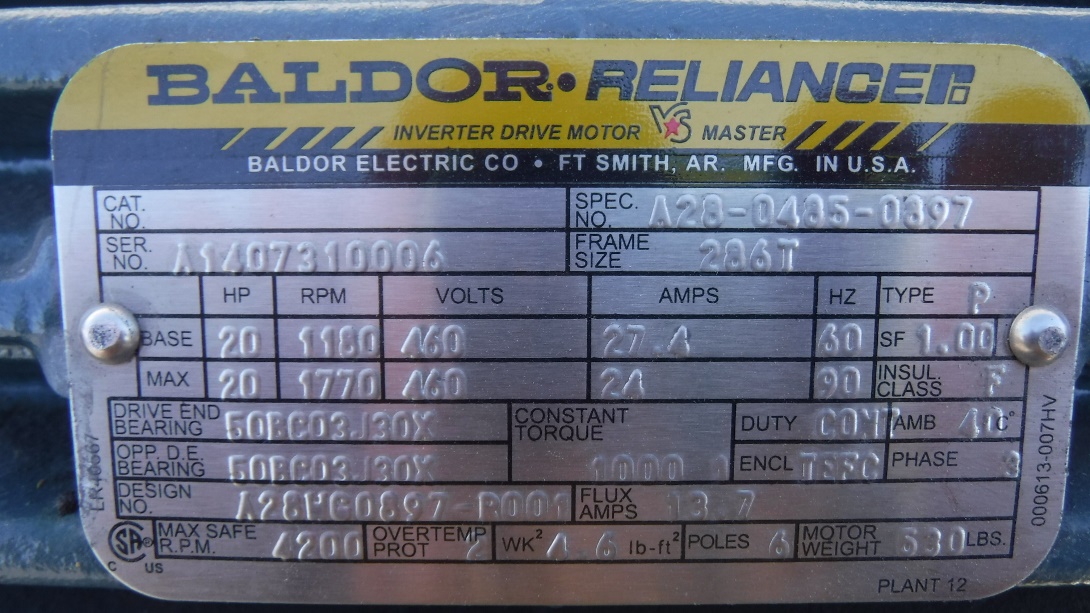 BALDOR • RELIANCER
INVERTER DRIVE MOTOR VS MASTER
BALDOR ELECTRIC CO • FT SMITH, AR. MFG. IN U.S.A.
CAT. NO. SPEC. NO. A28-0485-0897
SER. NO. A1407310006 FRAME SIZE 286T
HP RPM VOLTS AMPS HZ TYPE P
BASE 20 1180 460 27.4 60 SF 1.00
MAX 20 1770 460 24 90 INSUL. CLASS F
DRIVE END BEARING 50BC03J30X CONSTANT TORQUE DUTY CONT AMB 40 C°
OPP. D.E. BEARING 50BC03J30X 1000:1 ENCL TEFC PHASE 3
DESIGN NO. A28WG0897-R001 FLUX AMPS 13.7
MAX SAFE R.P.M. 4200 OVERTEMP PROT 2 WK² 4.6 lb-ft² POLES 6 MOTOR WEIGHT LBS.
SA ® C US
PLANT 12
000613-007HV